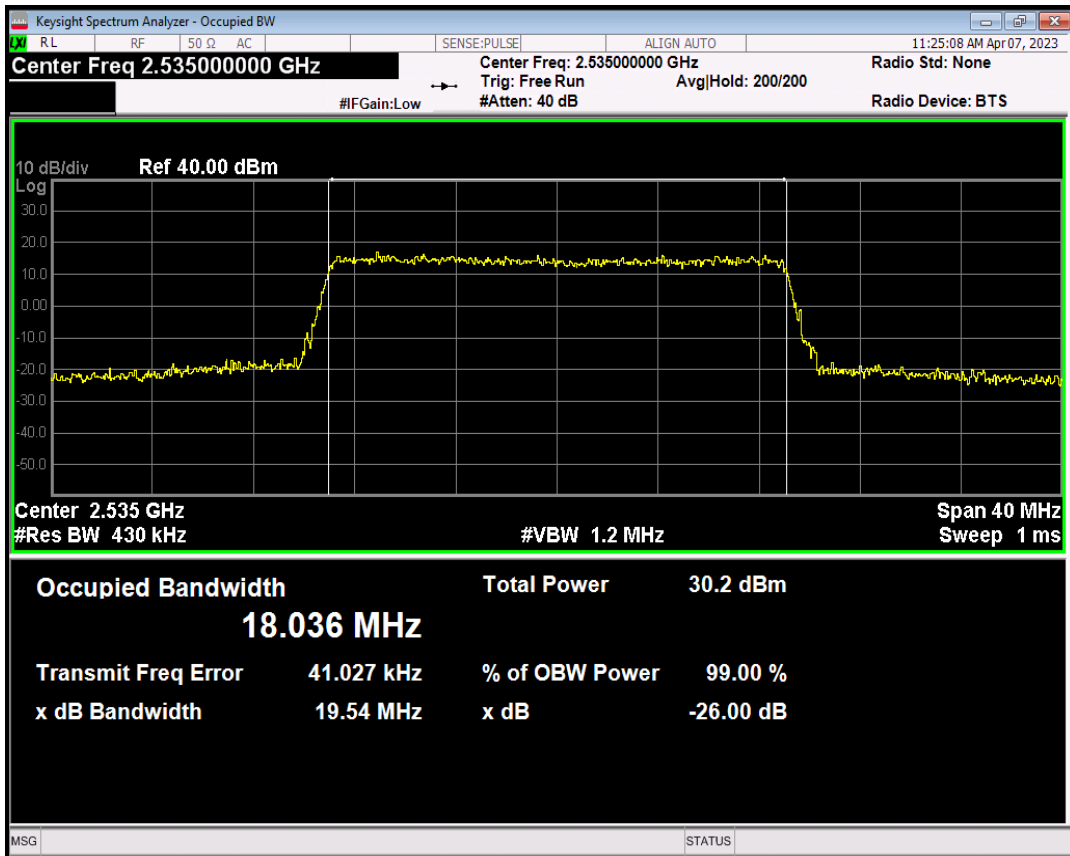 Keysight Spectrum Analyzer - Occupied BW
LXI RL RF 50 Ω AC SENSE:PULSE ALIGN AUTO 11:25:08 AM Apr 07, 2023
Center Freq 2.535000000 GHz Center Freq: 2.535000000 GHz Radio Std: None
Trig: Free Run Avg|Hold: 200/200
#IFGain:Low #Atten: 40 dB Radio Device: BTS
10 dB/div Ref 40.00 dBm
Log
30.0
20.0
10.0
0.00
-10.0
-20.0
-30.0
-40.0
-50.0
Center 2.535 GHz Span 40 MHz
#Res BW 430 kHz #VBW 1.2 MHz Sweep 1 ms
Occupied Bandwidth Total Power 30.2 dBm
18.036 MHz
Transmit Freq Error 41.027 kHz % of OBW Power 99.00 %
x dB Bandwidth 19.54 MHz x dB -26.00 dB
MSG STATUS